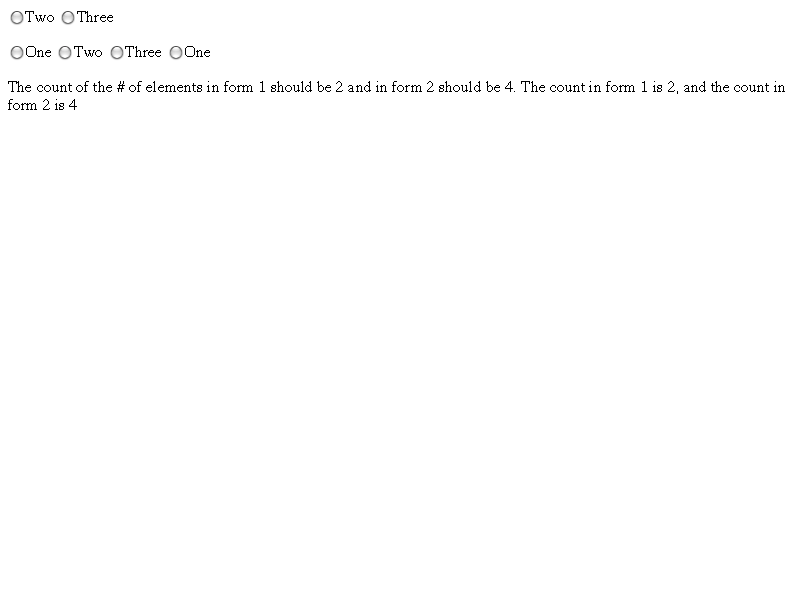 Two Three
One Two Three One
The count of the # of elements in form 1 should be 2 and in form 2 should be 4. The count in form 1 is 2, and the count in
form 2 is 4